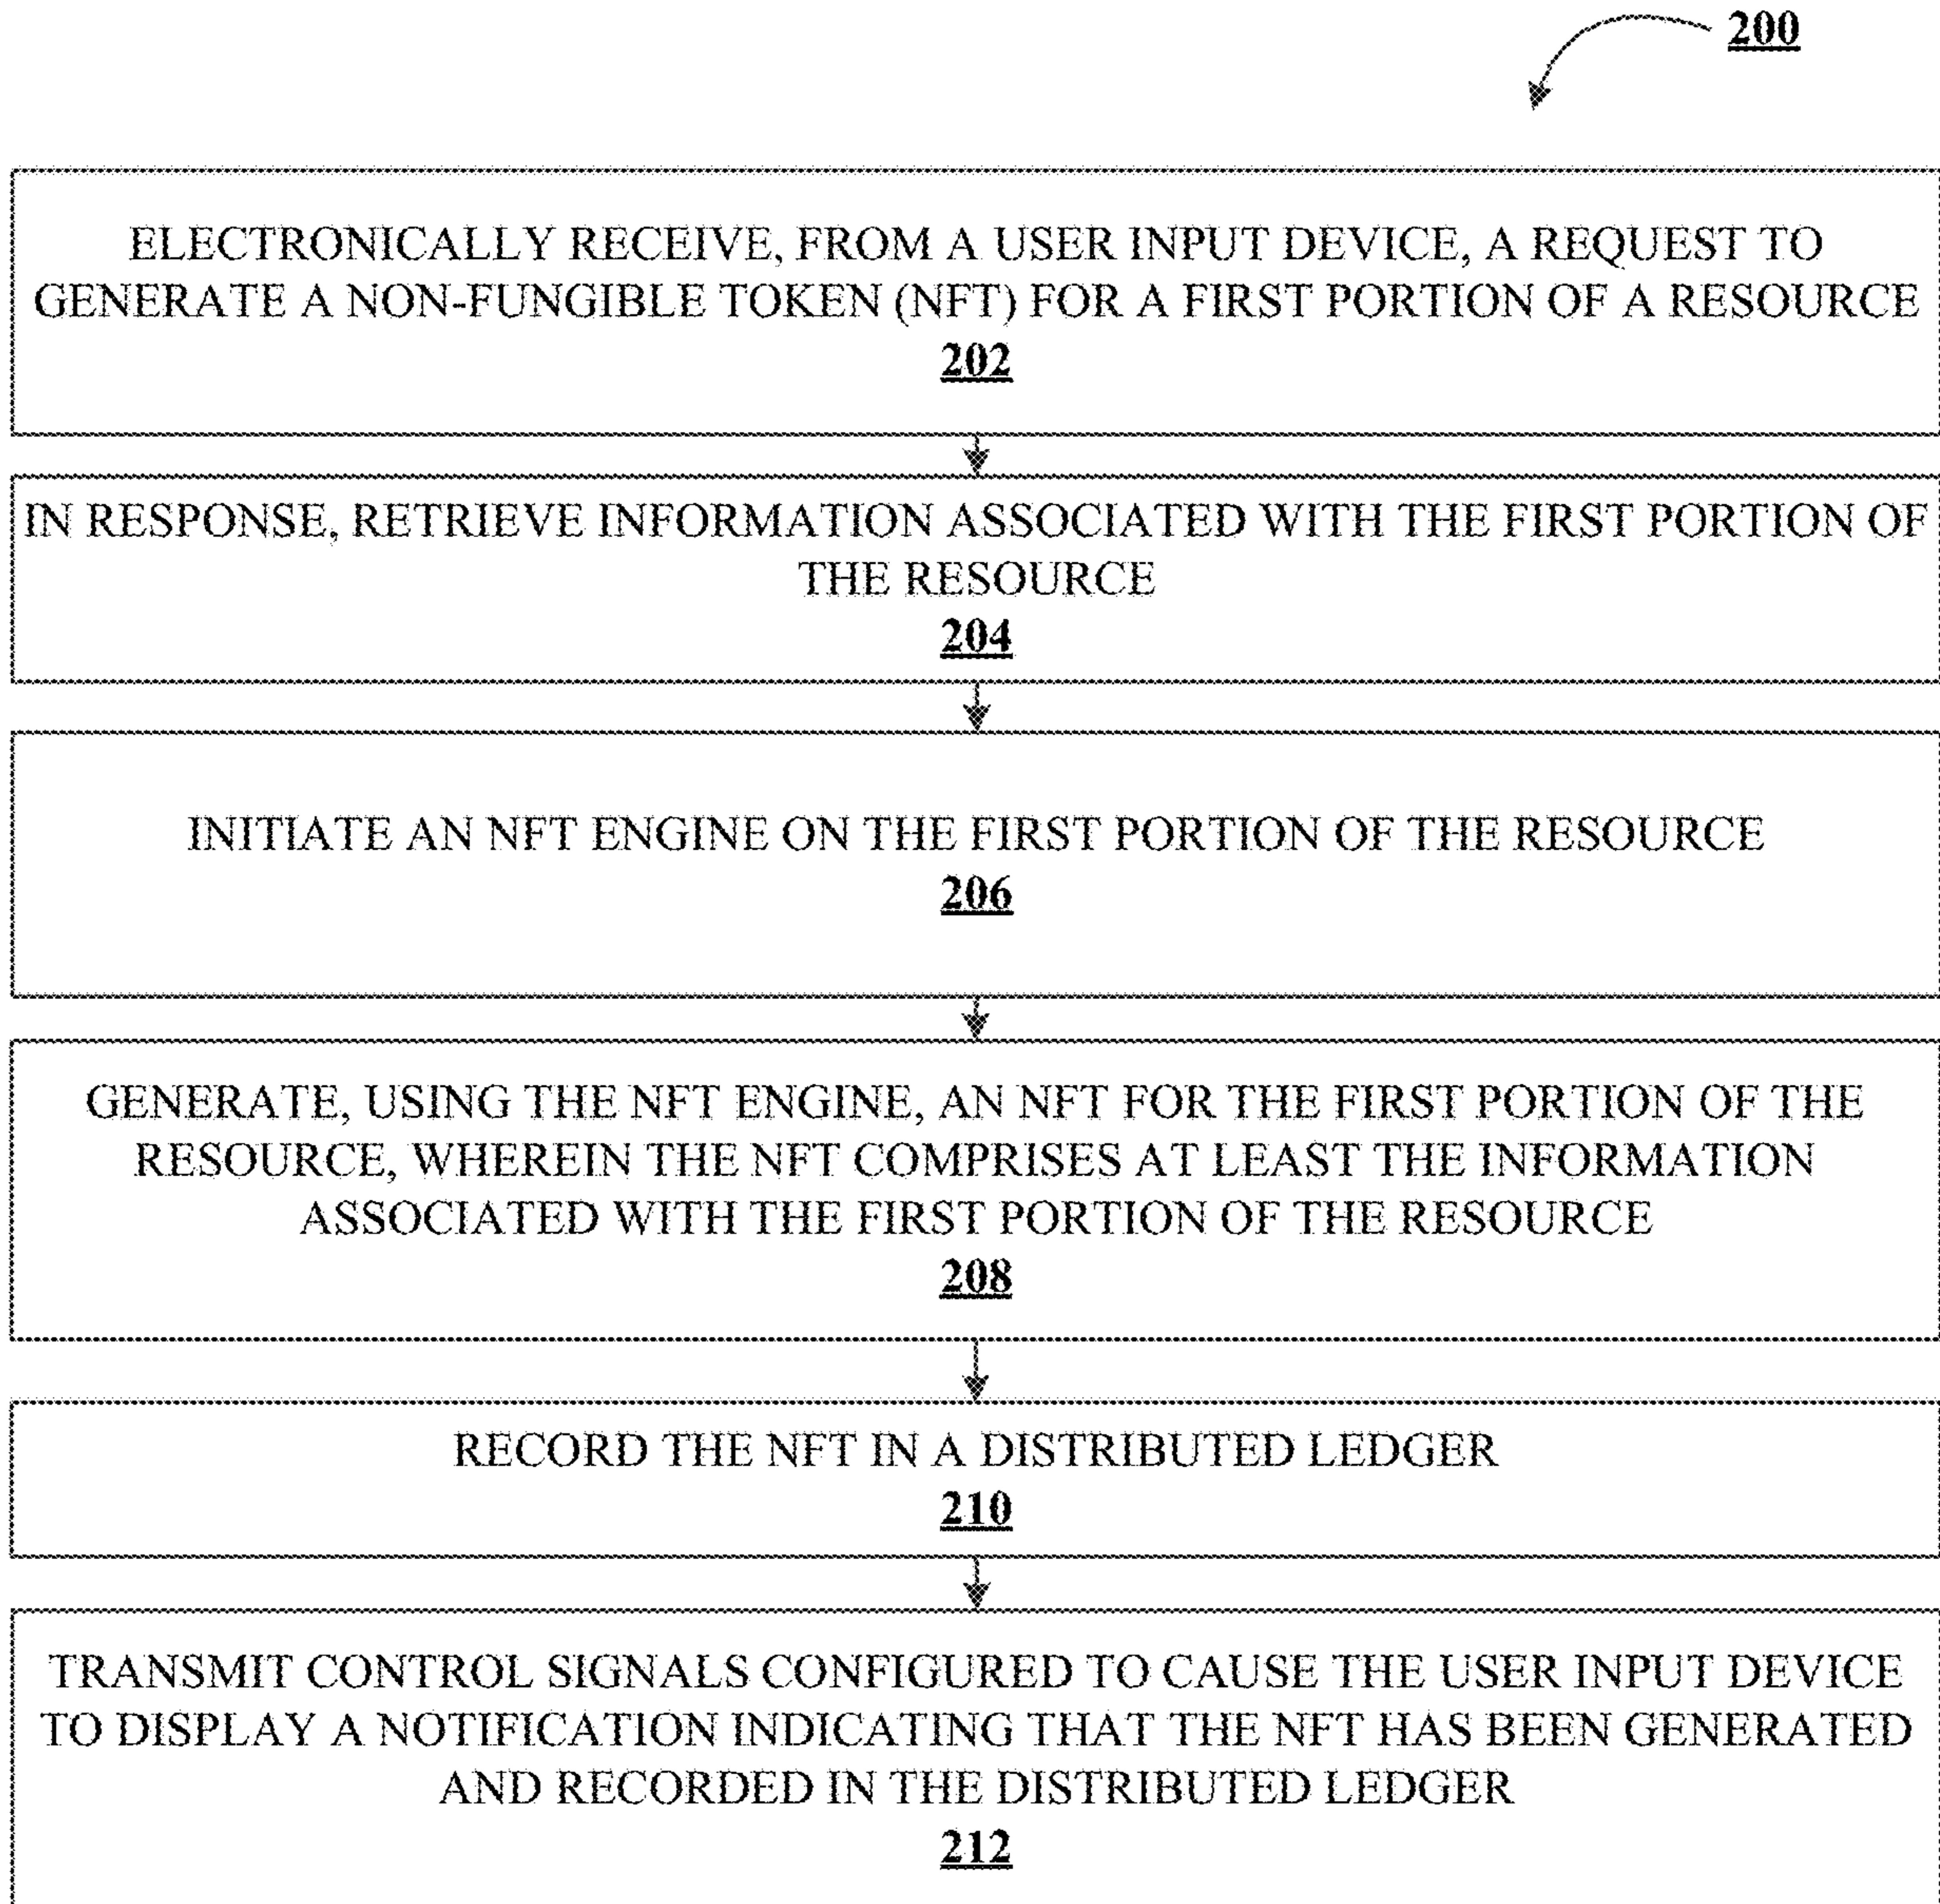 200
ELECTRONICALLY RECEIVE, FROM A USER INPUT DEVICE, A REQUEST TO
GENERATE A NON-FUNGIBLE TOKEN (NFT) FOR A FIRST PORTION OF A RESOURCE
202
IN RESPONSE, RETRIEVE INFORMATION ASSOCIATED WITH THE FIRST PORTION OF
THE RESOURCE
204
INITIATE AN NFT ENGINE ON THE FIRST PORTION OF THE RESOURCE
206
GENERATE, USING THE NFT ENGINE, AN NFT FOR THE FIRST PORTION OF THE
RESOURCE, WHEREIN THE NFT COMPRISES AT LEAST THE INFORMATION
ASSOCIATED WITH THE FIRST PORTION OF THE RESOURCE
208
RECORD THE NFT IN A DISTRIBUTED LEDGER
210
TRANSMIT CONTROL SIGNALS CONFIGURED TO CAUSE THE USER INPUT DEVICE
TO DISPLAY A NOTIFICATION INDICATING THAT THE NFT HAS BEEN GENERATED
AND RECORDED IN THE DISTRIBUTED LEDGER
212